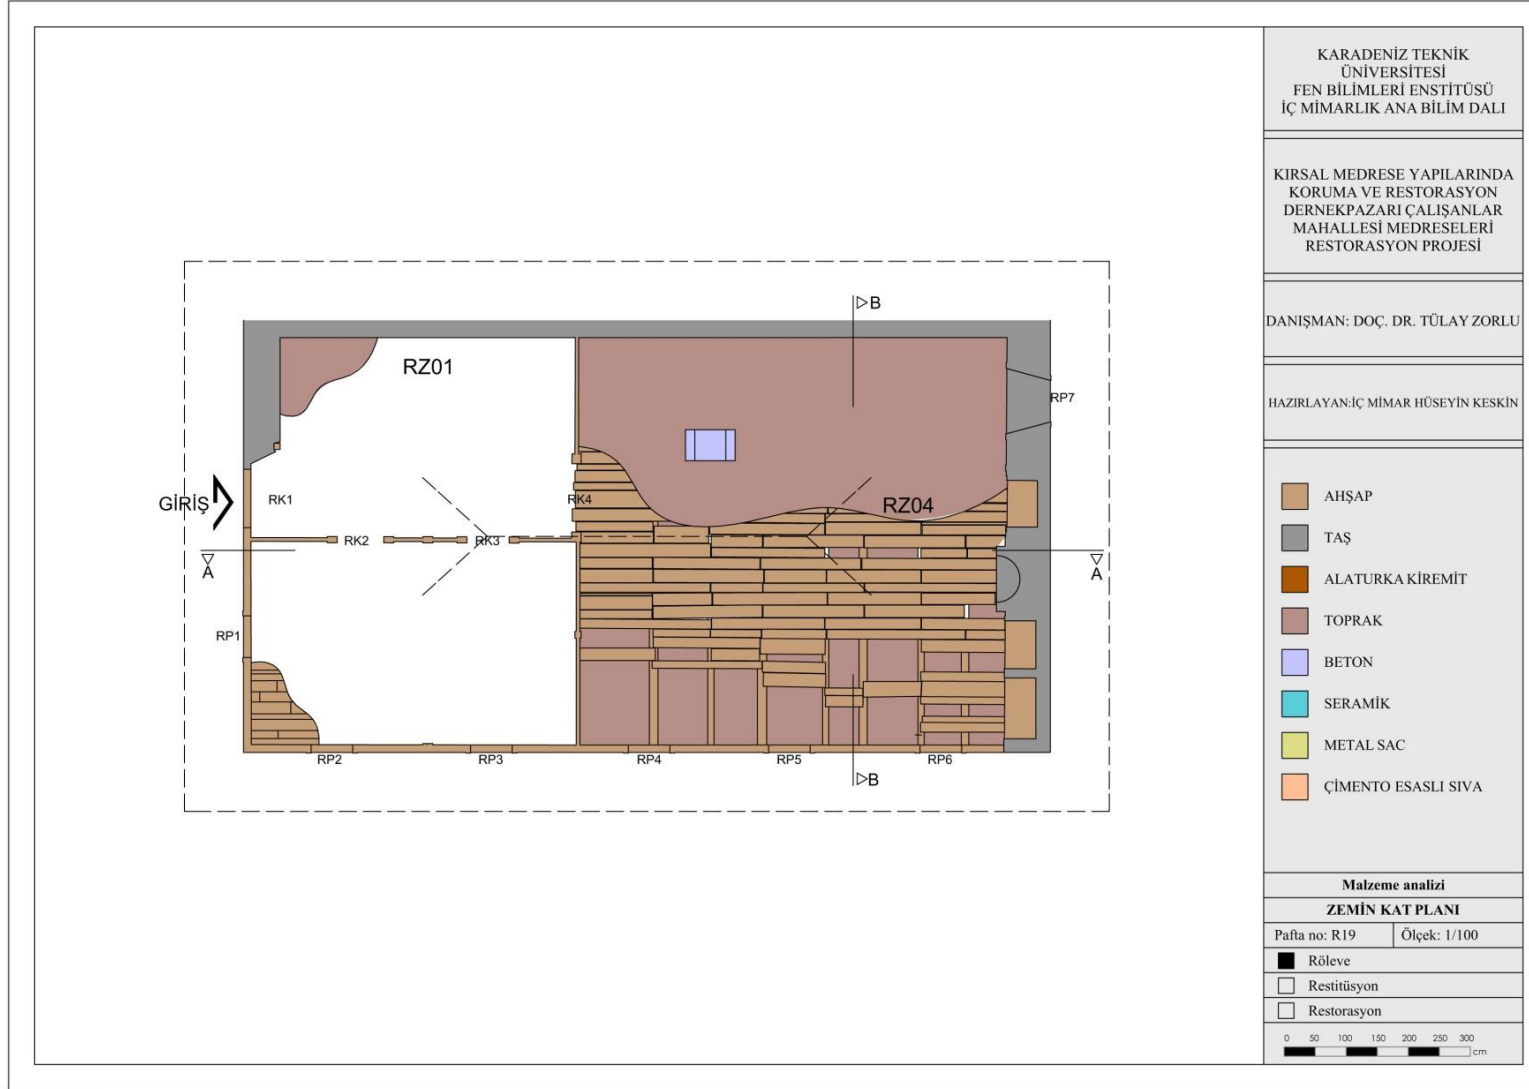 KARADENİZ TEKNİK
ÜNİVERSİTESİ
FEN BİLİMLERİ ENSTİTÜSÜ
İÇ MİMARLIK ANA BİLİM DALI
KIRSAL MEDRESE YAPILARINDA
KORUMA VE RESTORASYON
DERNEKPAZARI ÇALIŞANLAR
MAHALLESİ MEDRESELERİ
RESTORASYON PROJESİ
DANIŞMAN: DOÇ. DR. TÜLAY ZORLU
HAZIRLAYAN:İÇ MİMAR HÜSEYİN KESKİN
AHŞAP
TAŞ
ALATURKA KİREMİT
TOPRAK
BETON
SERAMİK
METAL SAC
ÇİMENTO ESASLI SIVA
Malzeme analizi
ZEMİN KAT PLANI
Pafta no: R19 Ölçek: 1/100
Röleve
Restitüsyon
Restorasyon
0 50 100 150 200 250 300
cm
B
RZ01
RP7
GİRİŞ
RK1
RK4
RZ04
RK2
RK3
A
A
RP1
RP2
RP3
RP4
RP5
RP6
B